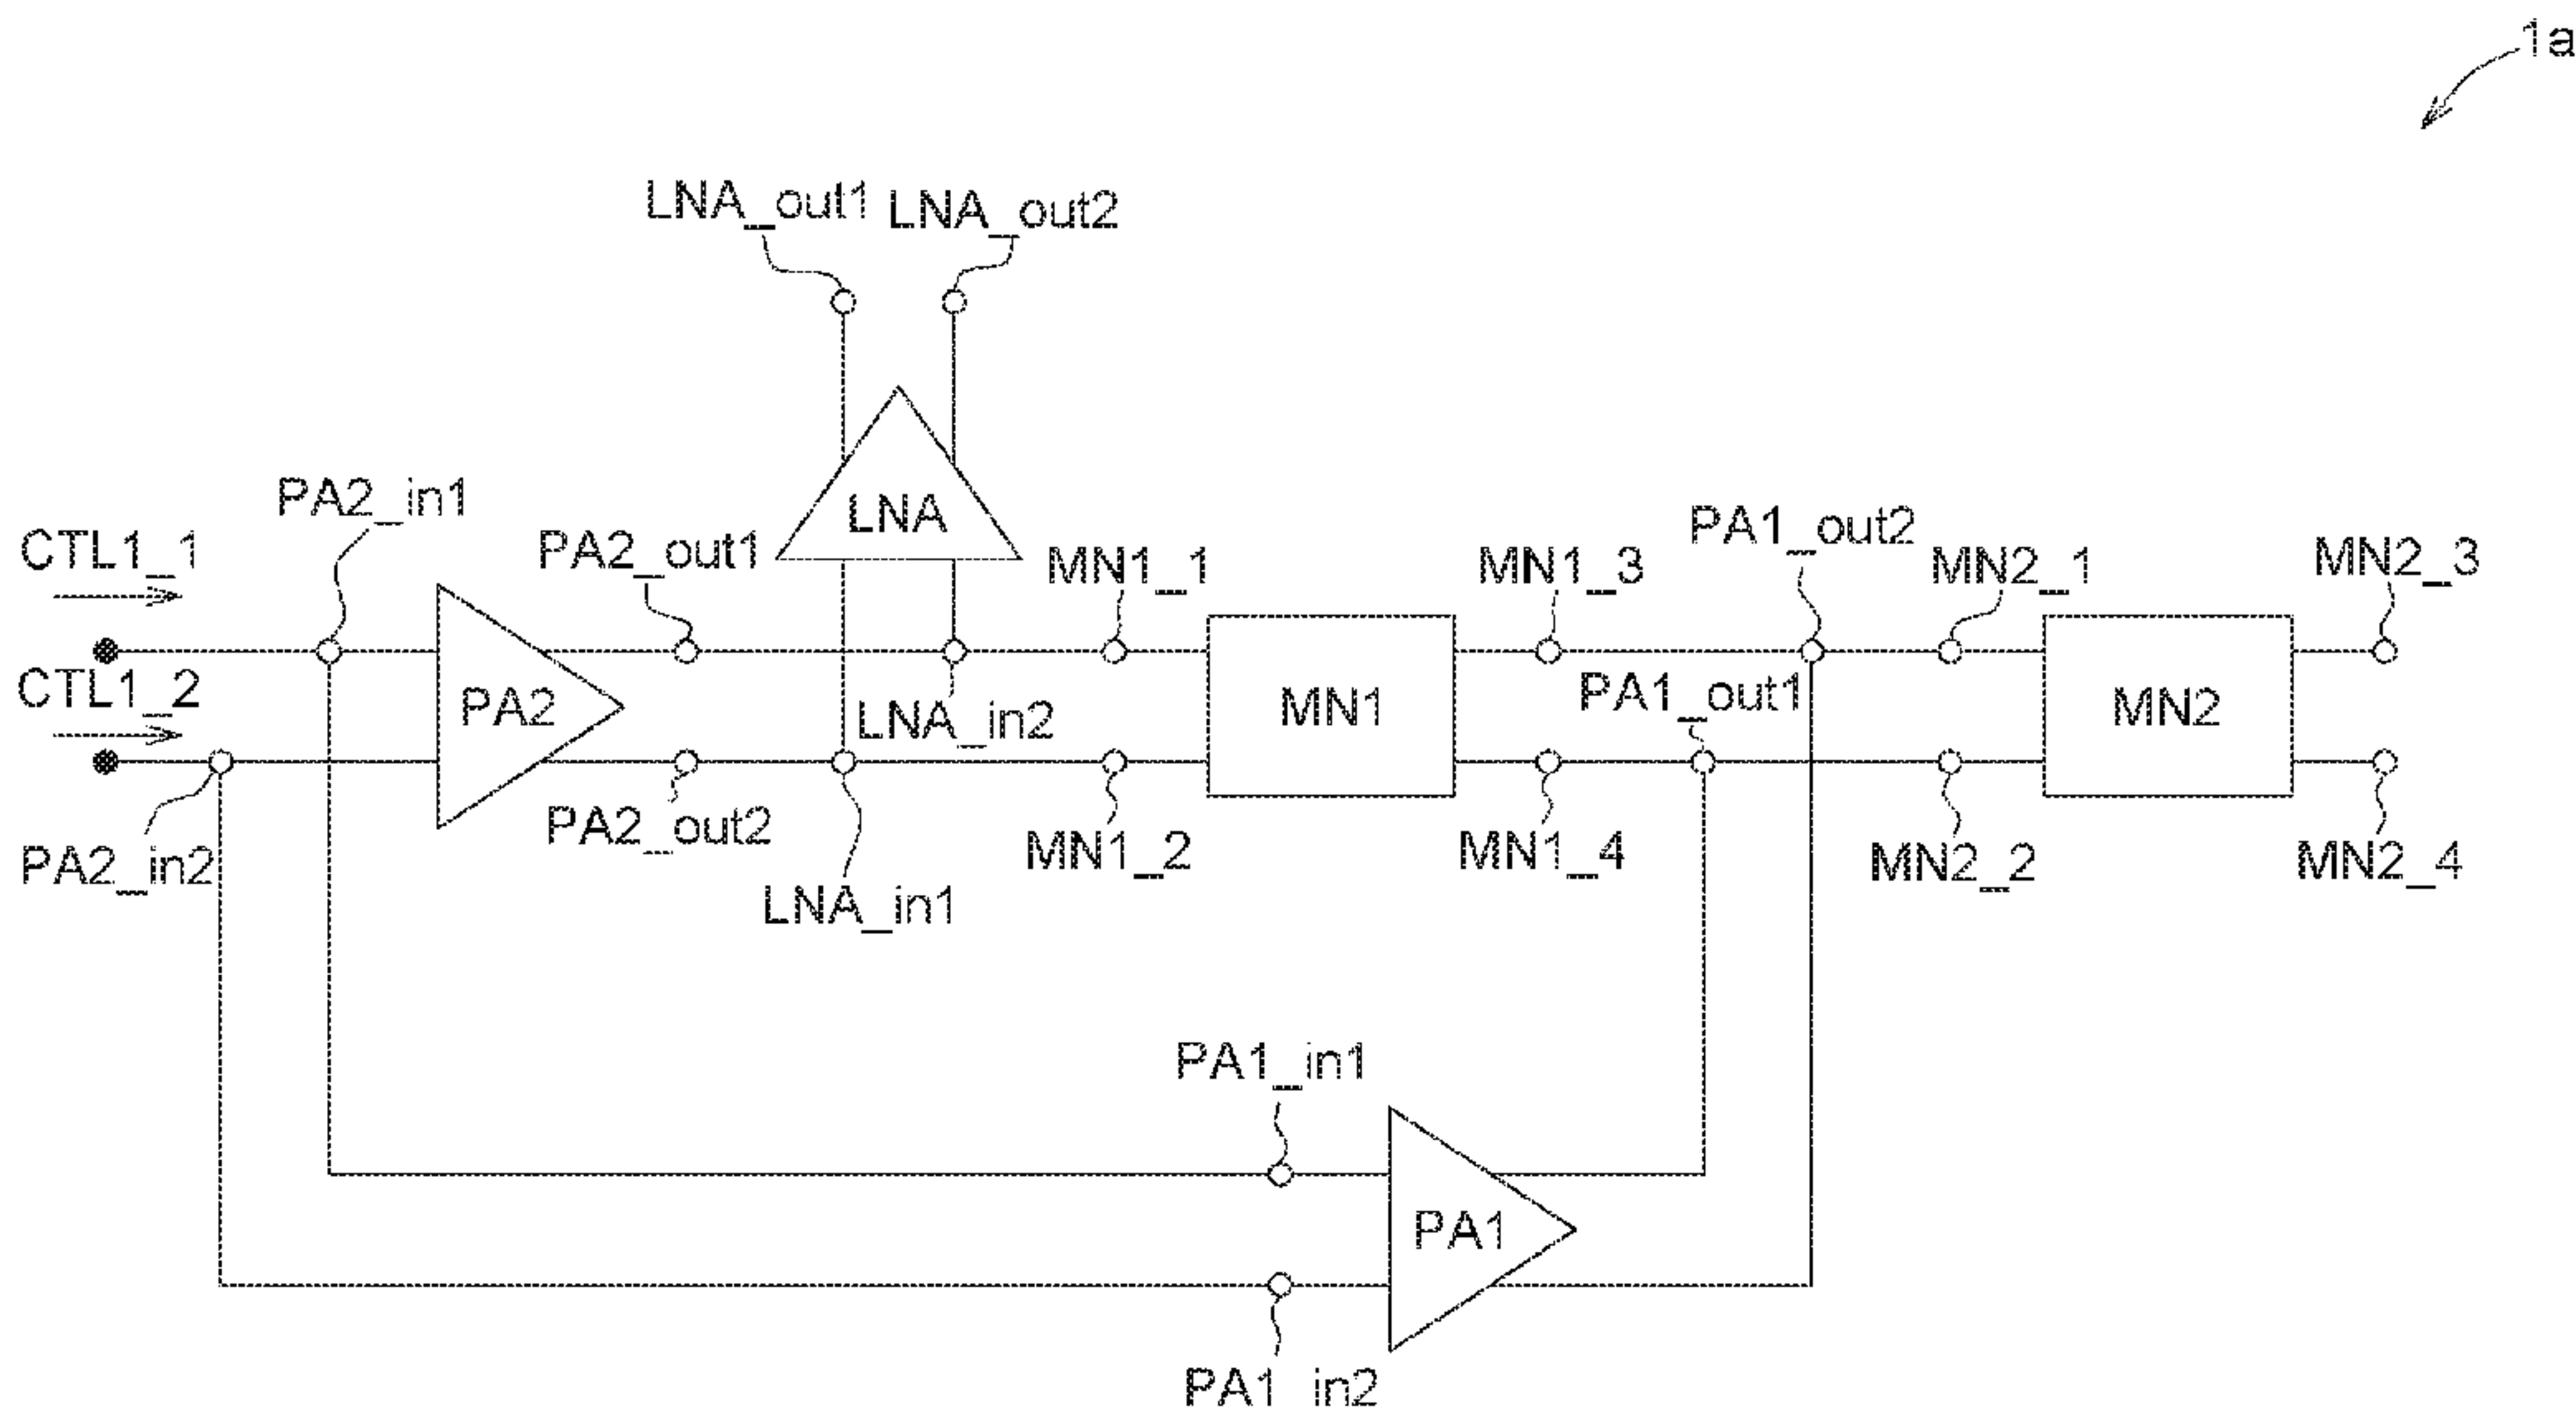 1a
LNA_out1 LNA_out2
PA2_in1
LNA
PA1_out2
CTL1_1
PA2_out1
MN1_1
MN1_3
MN2_1
MN2_3
CTL1_2
PA2
LNA_in2
MN1
PA1_out1
MN2
PA2_in2
PA2_out2
MN1_2
MN1_4
MN2_2
MN2_4
LNA_in1
PA1_in1
PA1
PA1_in2